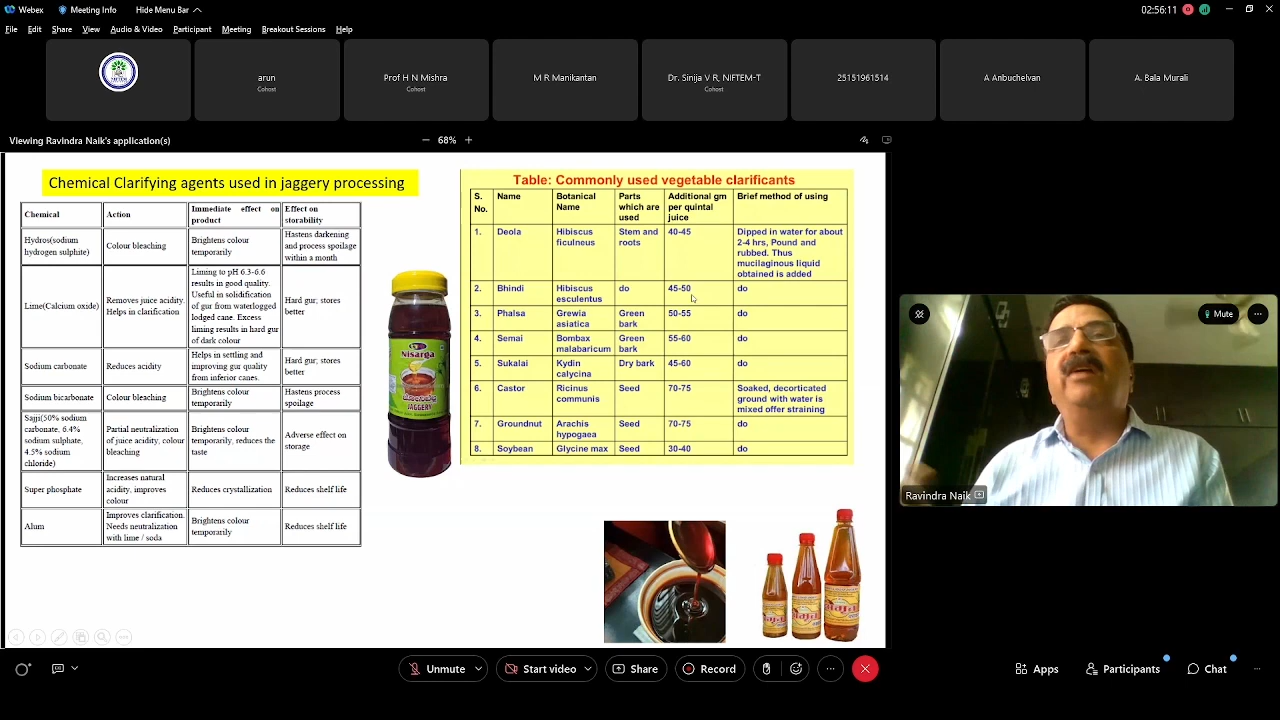 Webex
Meeting Info
Hide Menu Bar
02:56:11
File
Edit
Share
View
Audio & Video
Participant
Meeting
Breakout Sessions
Help
arun
Cohost
Prof H N Mishra
Cohost
M R Manikantan
Dr. Sinija V R, NIFTEM-T
Cohost
25151961514
A Anbuchelvan
A. Bala Murali
Viewing Ravindra Naik's application(s)
68%
Chemical Clarifying agents used in jaggery processing
Chemical
Action
Immediate effect on
product
Effect on
storability
Hydros(sodium
hydrogen sulphite)
Colour bleaching
Brightens colour
temporarily
Hastens darkening
and process spoilage
within a month
Lime(Calcium oxide)
Removes juice acidity.
Helps in clarification
Liming to pH 6.3-6.6
results in good quality.
Useful in solidification
of gur from waterlogged
lodged cane. Excess
liming results in hard gur
of dark colour
Hard gur, stores
better
Sodium carbonate
Reduces acidity
Helps in settling and
improving gur quality
from inferior canes.
Hard gur, stores
better
Sodium bicarbonate
Colour bleaching
Brightens colour
temporarily
Hastens process
spoilage
Sajji(50% sodium
carbonate, 6.4%
sodium sulphate,
4.5% sodium
chloride)
Partial neutralization
of juice acidity, colour
bleaching
Brightens colour
temporarily, reduces the
taste
Adverse effect on
storage
Super phosphate
Increases natural
acidity, improves
colour
Reduces crystallization
Reduces shelf life
Alum
Improves clarification.
Needs neutralization
with lime / soda
Brightens colour
temporarily
Reduces shelf life
Nisarga
JAGGERY
Table: Commonly used vegetable clarificants
S.
No.
Name
Botanical
Name
Parts
which are
used
Additional gm
per quintal
juice
Brief method of using
1.
Deola
Hibiscus
ficulneus
Stem and
roots
40-45
Dipped in water for about
2-4 hrs, Pound and
rubbed. Thus
mucilaginous liquid
obtained is added
2.
Bhindi
Hibiscus
esculentus
do
45-50
do
3.
Phalsa
Grewia
asiatica
Green
bark
50-55
do
4.
Semai
Bombax
malabaricum
Green
bark
55-60
do
5.
Sukalai
Kydin
calycina
Dry bark
45-60
do
6.
Castor
Ricinus
communis
Seed
70-75
Soaked, decorticated
ground with water is
mixed offer straining
7.
Groundnut
Arachis
hypogaea
Seed
70-75
do
8.
Soybean
Glycine max
Seed
30-40
do
Mute
Ravindra Naik
Unmute
Start video
Share
Record
Apps
Participants
Chat